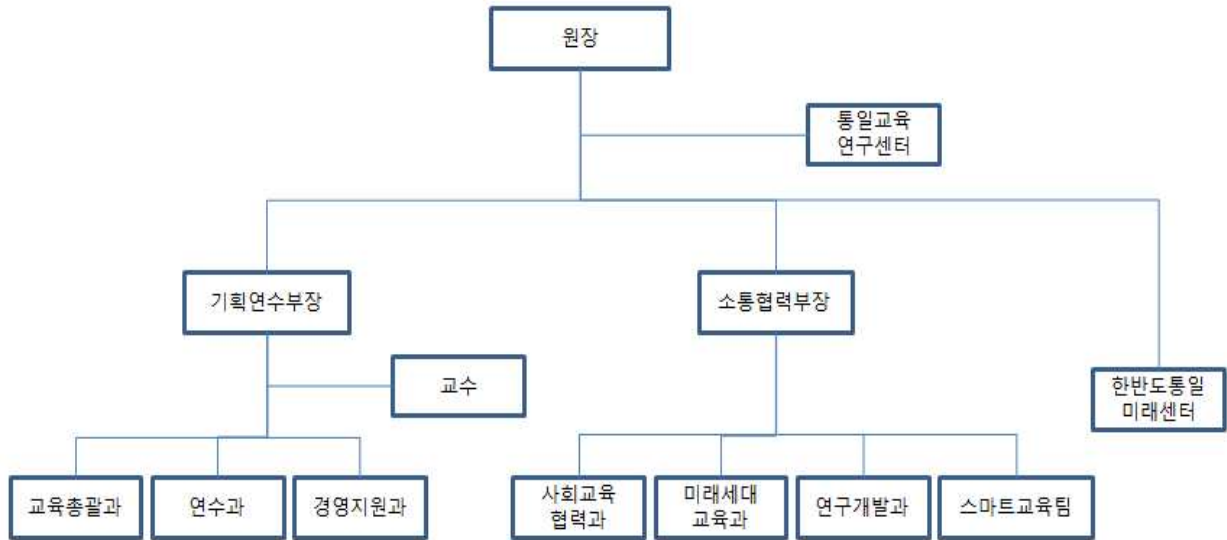 원장
통일교육
연구센터
기획연수부장
소통협력부장
교수
한반도통일
미래센터
교육총괄과
연수과
경영지원과
사회교육
협력과
미래세대
교육과
연구개발과
스마트교육팀